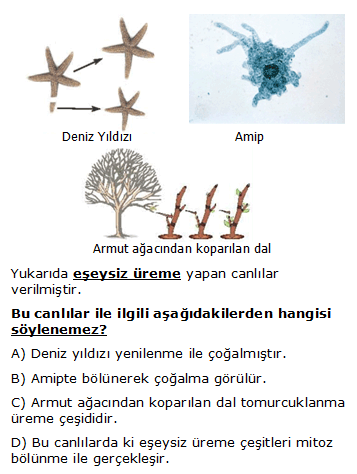 Deniz Yıldızı
Amip
Armut ağacından koparılan dal
Yukarıda eşeysiz üreme yapan canlılar
verilmiştir.
Bu canlılar ile ilgili aşağıdakilerden hangisi
söylenemez?
A) Deniz yıldızı yenilenme ile çoğalmıştır.
B) Amipte bölünerek çoğalma görülür.
C) Armut ağacından koparılan dal tomurcuklanma
üreme çeşididir.
D) Bu canlılarda ki eşeysiz üreme çeşitleri mitoz
bölünme ile gerçekleşir.